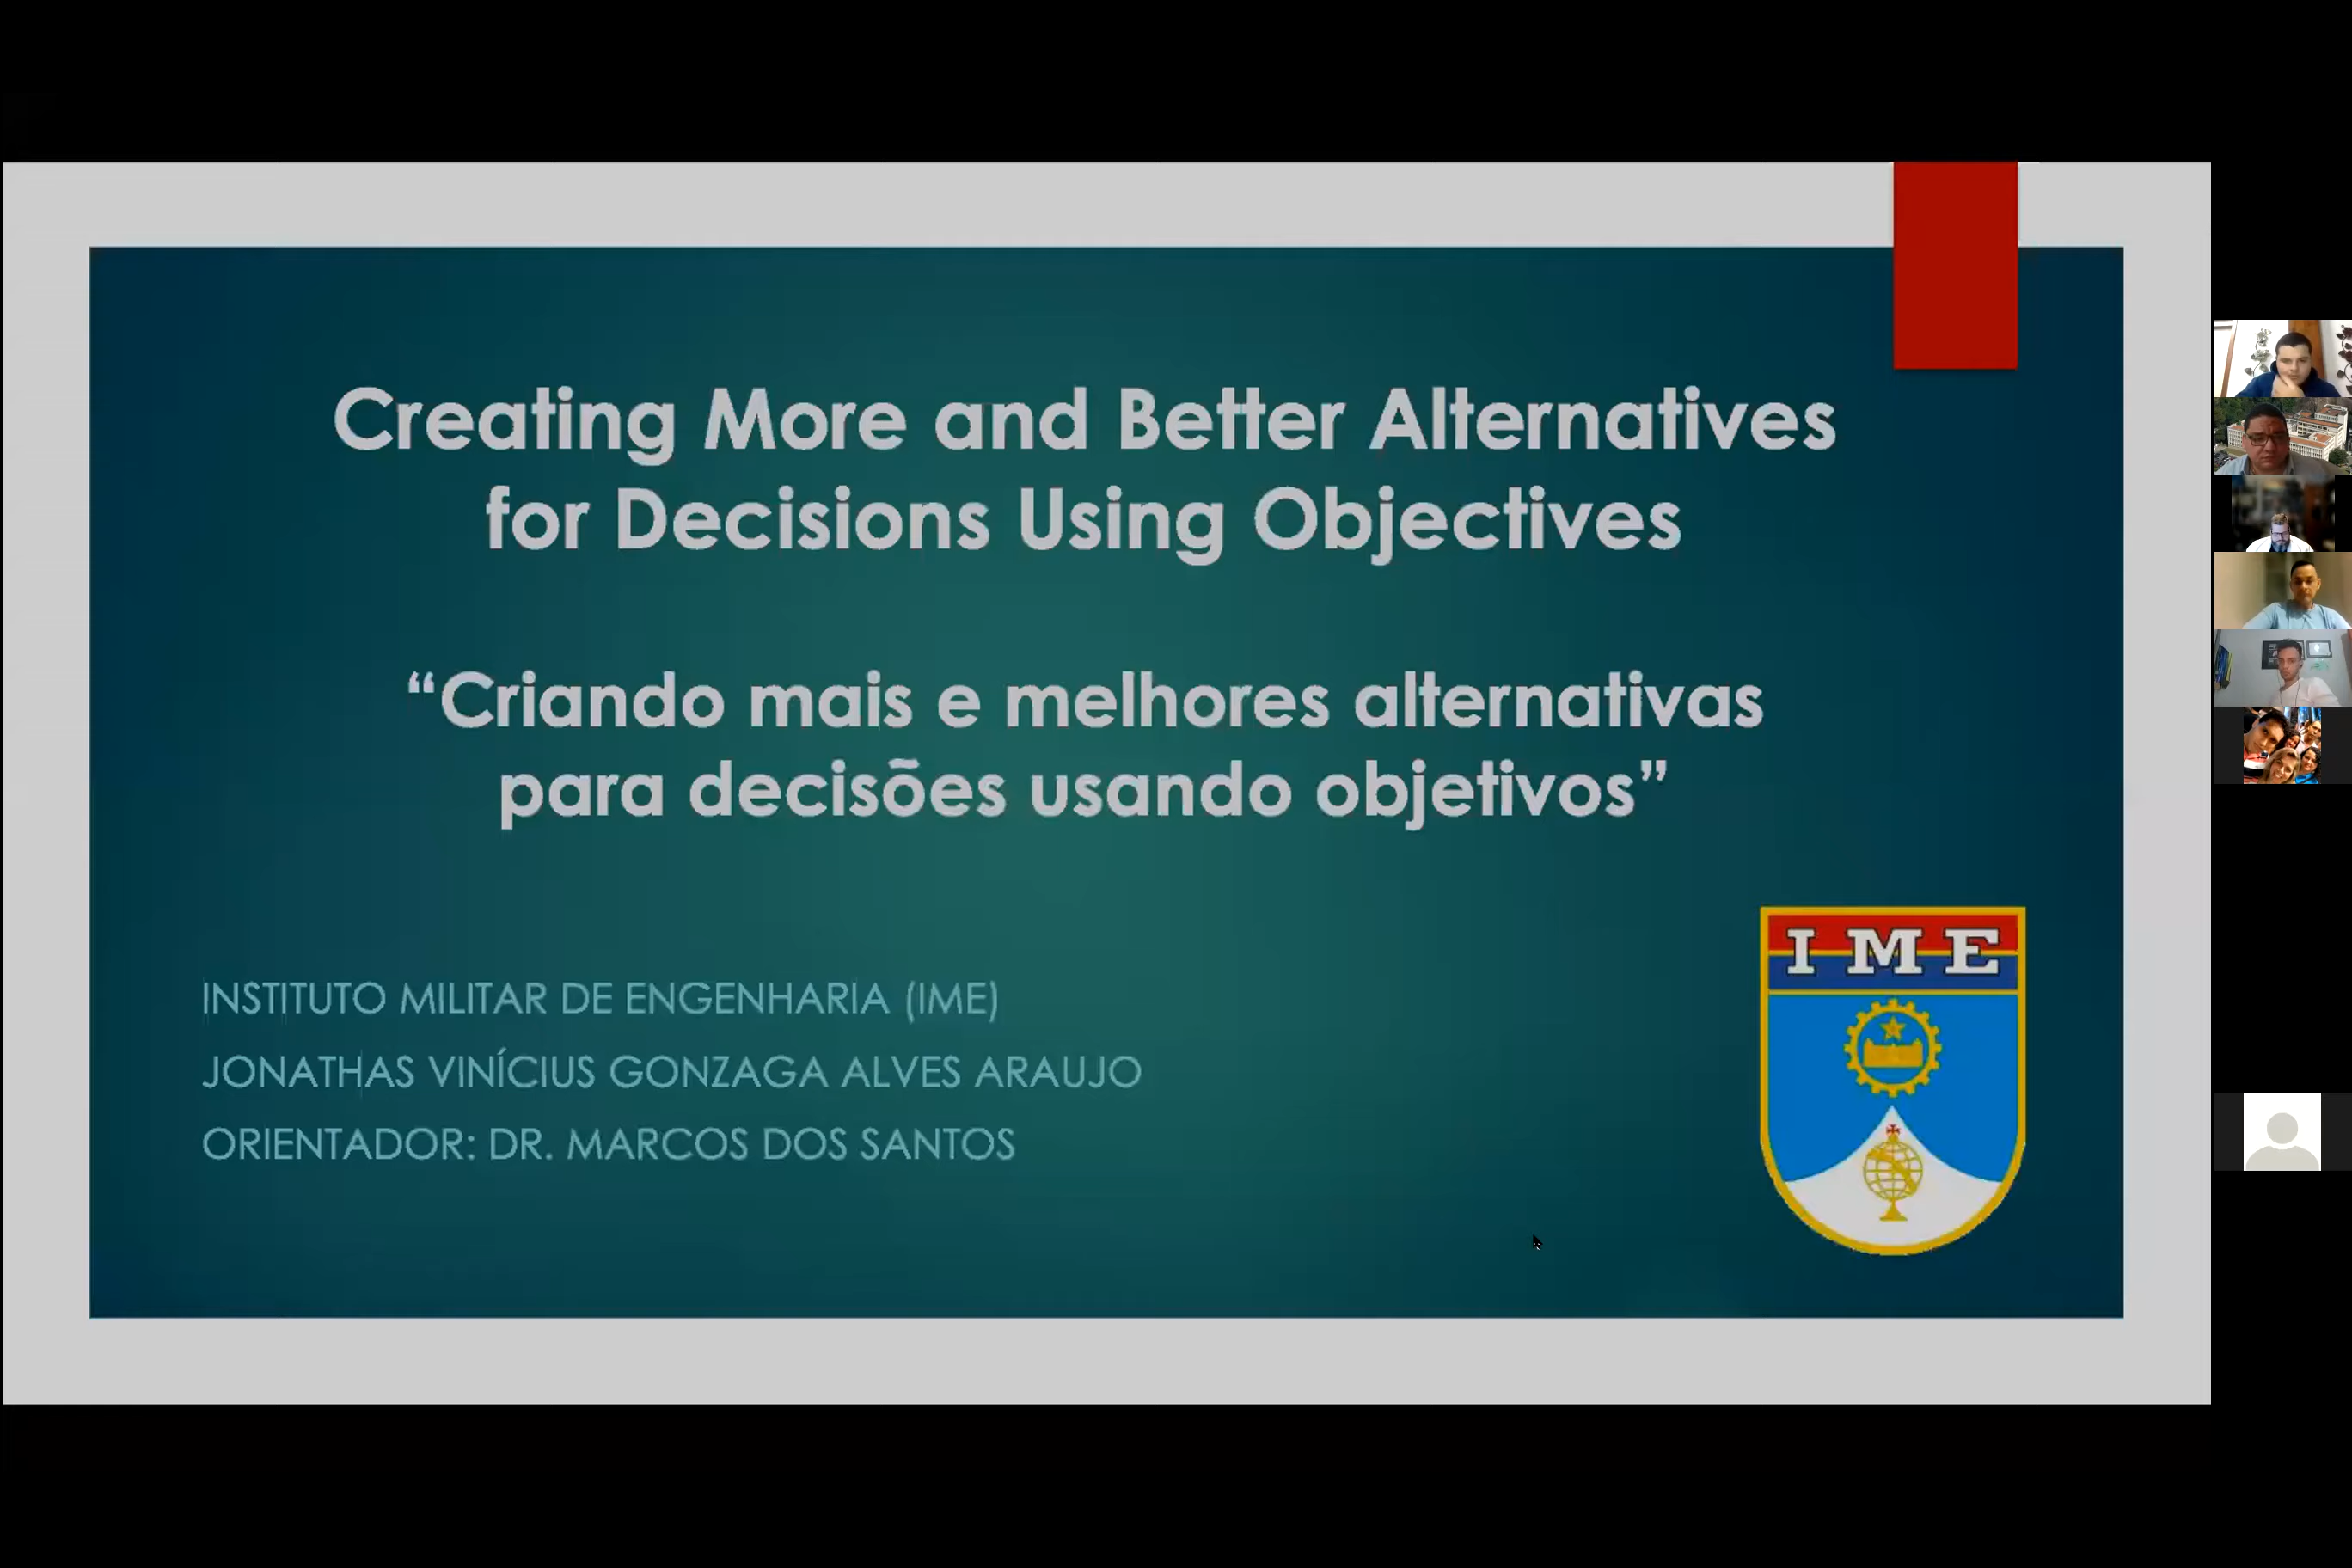 Creating More and Better Alternatives
for Decisions Using Objectives
“Criando mais e melhores alternativas
para decisões usando objetivos”
INSTITUTO MILITAR DE ENGENHARIA (IME)
JONATHAS VINÍCIUS GONZAGA ALVES ARAUJO
ORIENTADOR: DR. MARCOS DOS SANTOS
IME